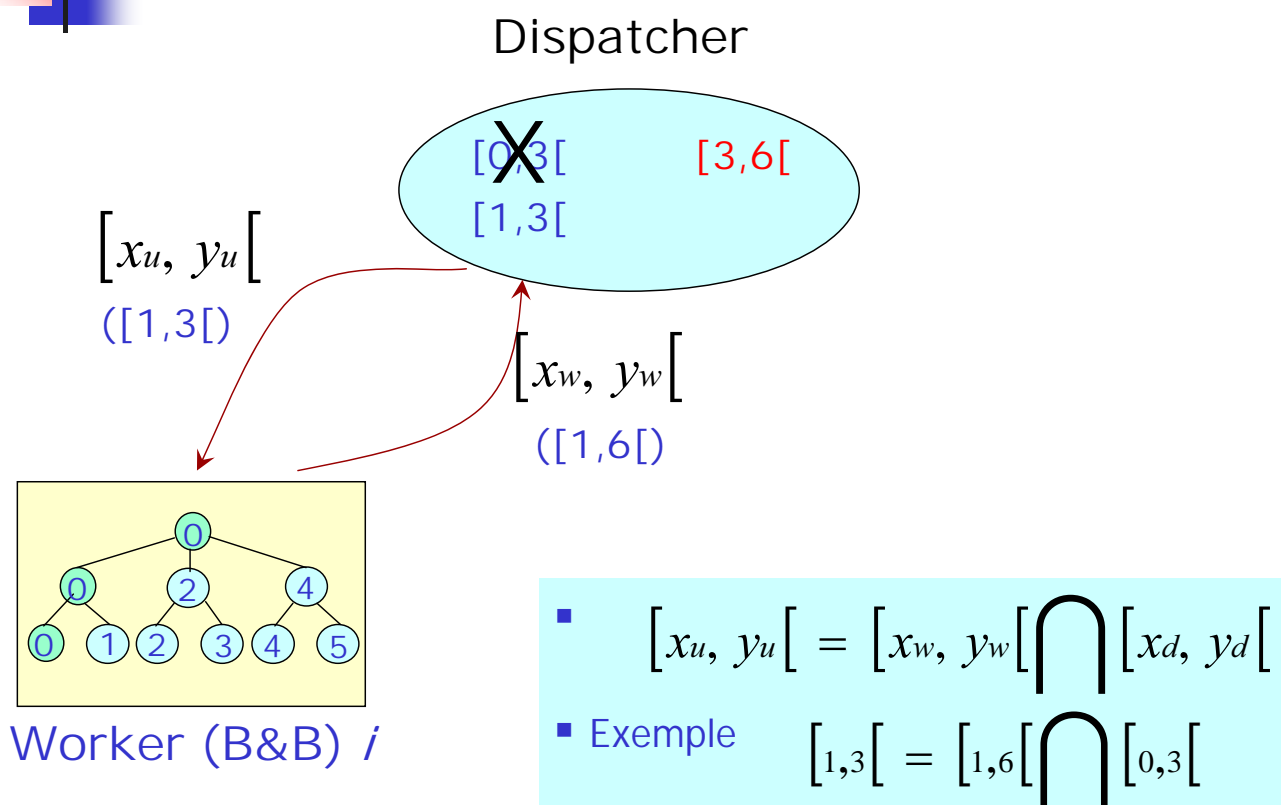 Dispatcher
[0,3[ [3,6[
X
[1,3[
[xu, yu[
([1,3[)
[xw, yw[
([1,6[)
0
0 2 4
0 1 2 3 4 5
Worker (B&B) i
▪ [xu, yu[ = [xw, yw[ ⋂ [xd, yd[
▪ Exemple [1,3[ = [1,6[ ⋂ [0,3[